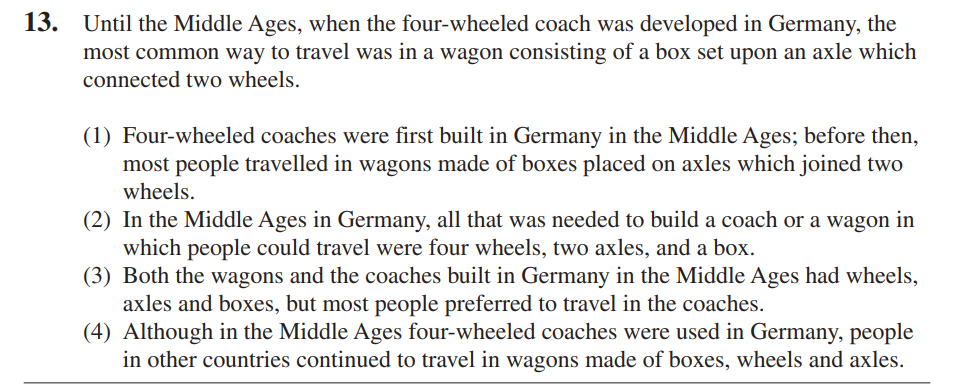 13. Until the Middle Ages, when the four-wheeled coach was developed in Germany, the
most common way to travel was in a wagon consisting of a box set upon an axle which
connected two wheels.
(1) Four-wheeled coaches were first built in Germany in the Middle Ages; before then,
most people travelled in wagons made of boxes placed on axles which joined two
wheels.
(2) In the Middle Ages in Germany, all that was needed to build a coach or a wagon in
which people could travel were four wheels, two axles, and a box.
(3) Both the wagons and the coaches built in Germany in the Middle Ages had wheels,
axles and boxes, but most people preferred to travel in the coaches.
(4) Although in the Middle Ages four-wheeled coaches were used in Germany, people
in other countries continued to travel in wagons made of boxes, wheels and axles.